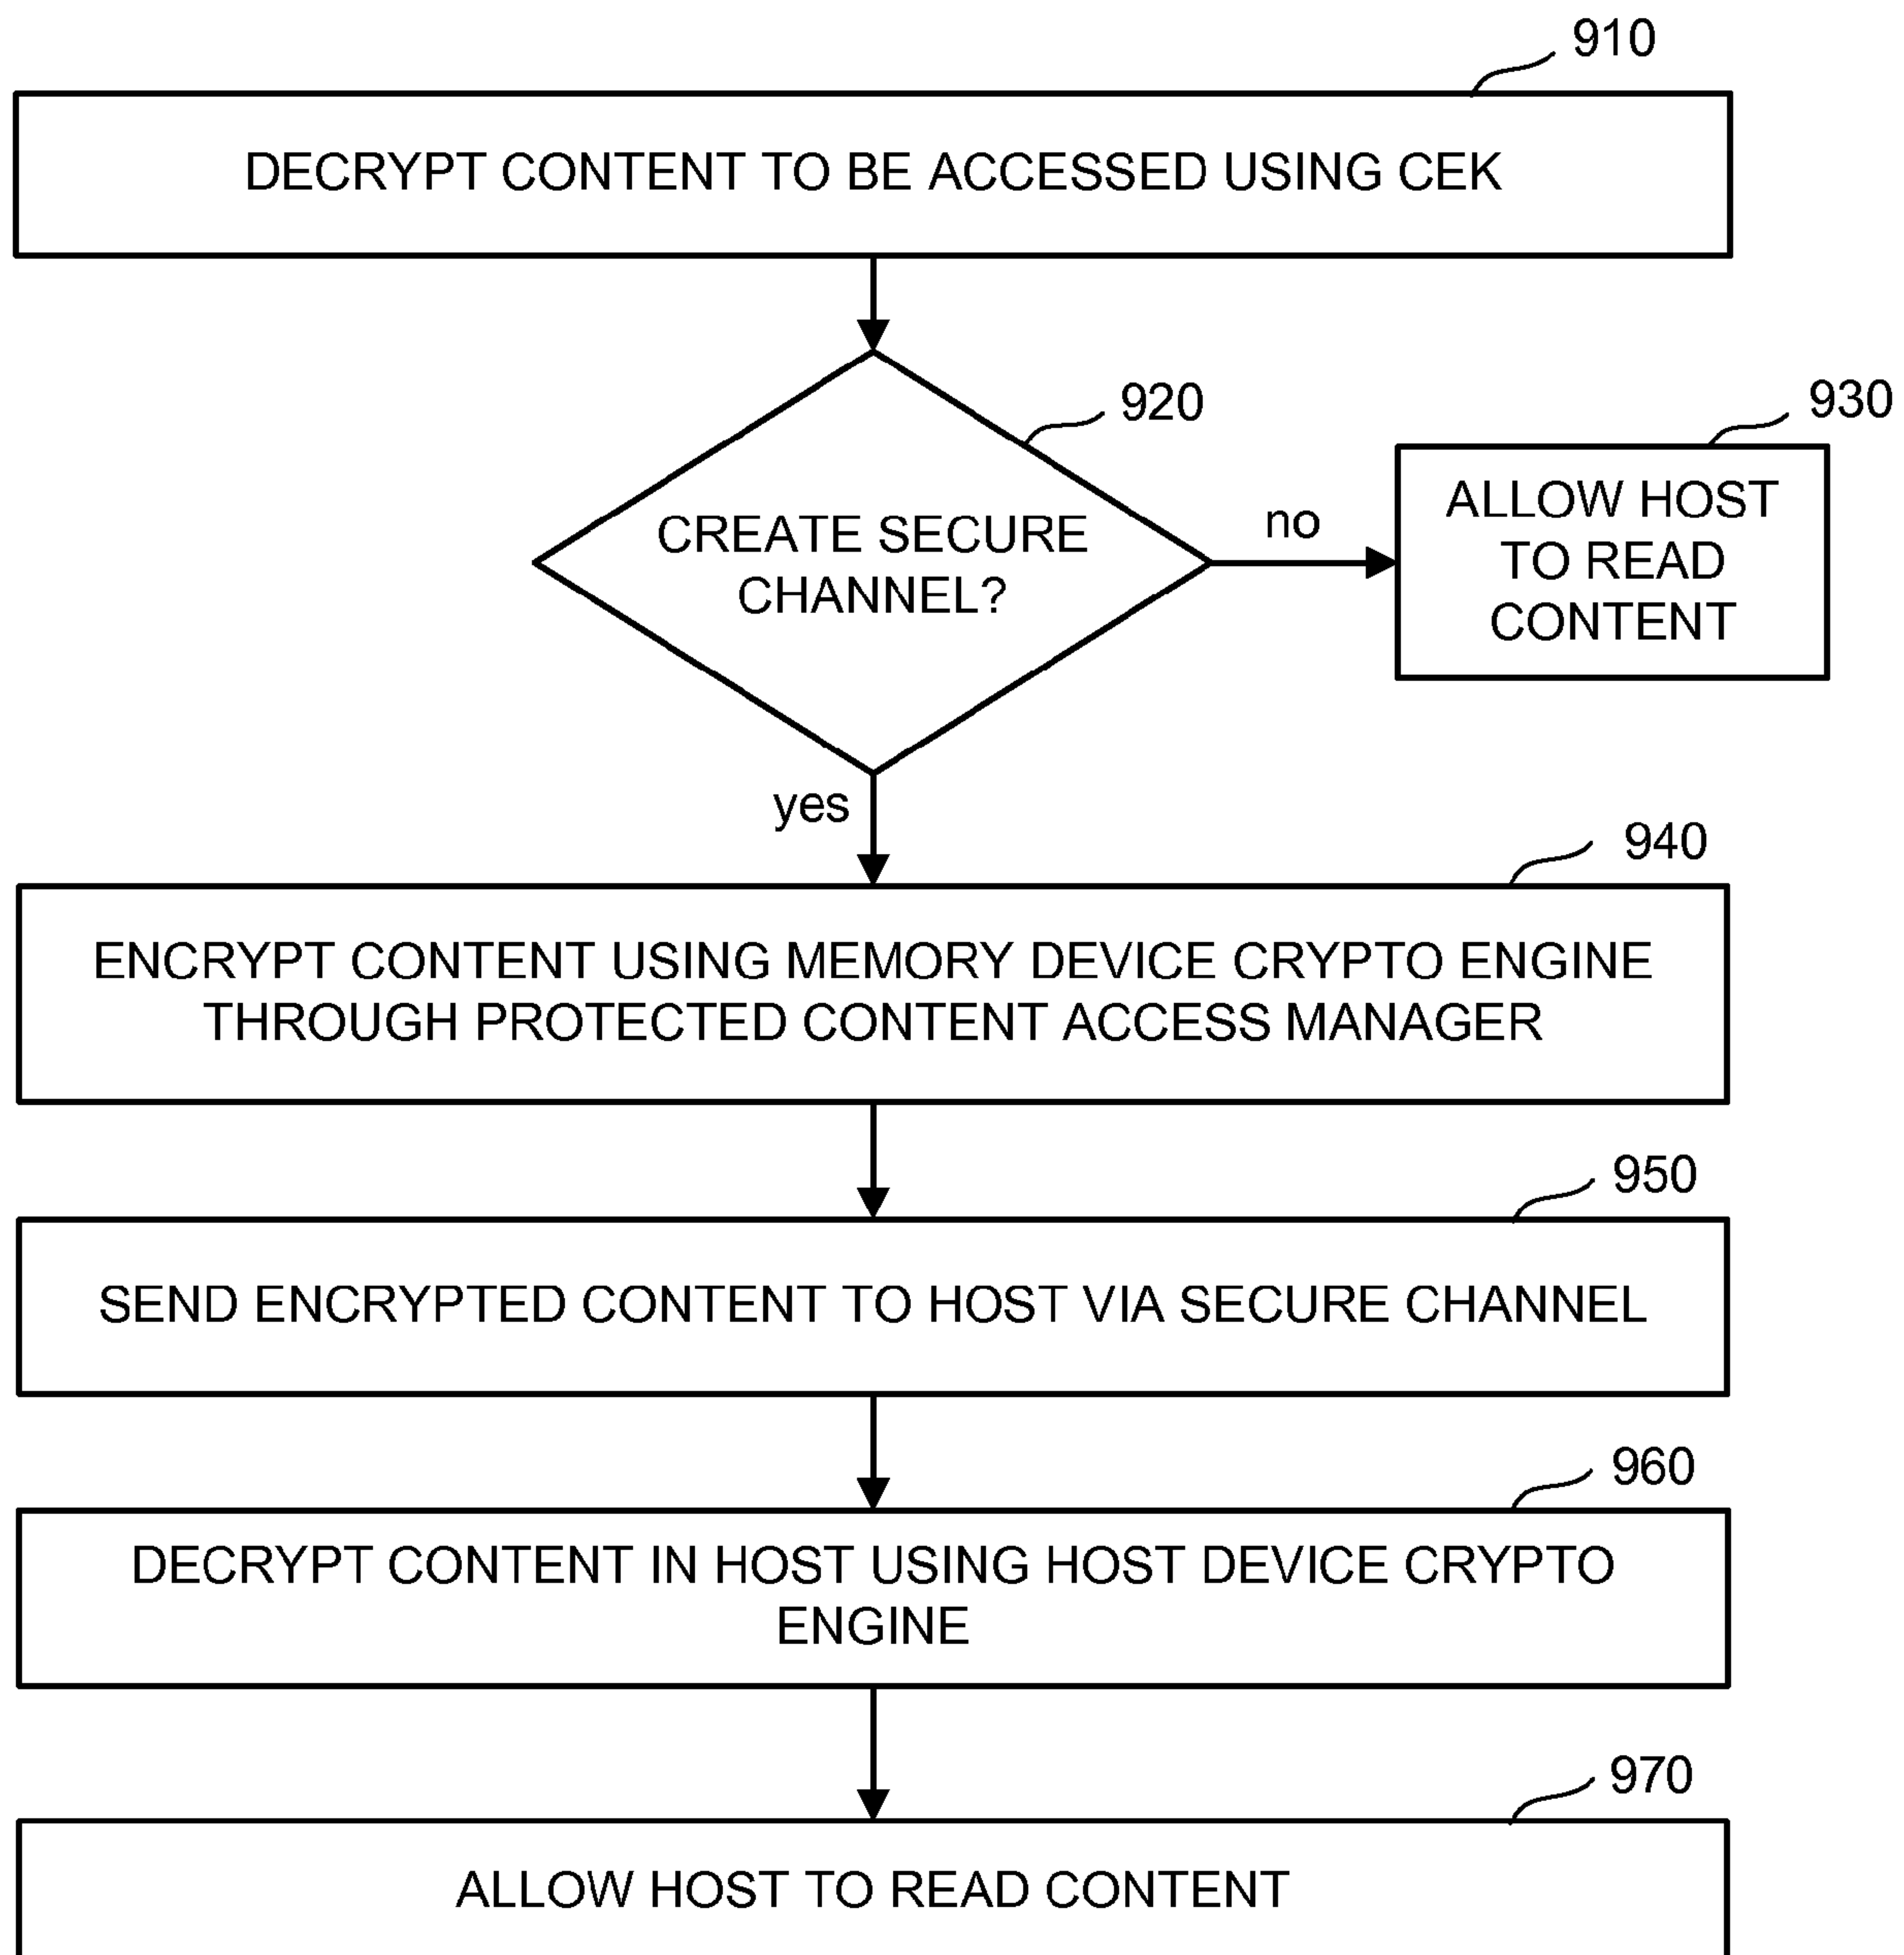 910
DECRYPT CONTENT TO BE ACCESSED USING CEK
920
930
CREATE SECURE
CHANNEL?
no
ALLOW HOST
TO READ
CONTENT
yes
940
ENCRYPT CONTENT USING MEMORY DEVICE CRYPTO ENGINE
THROUGH PROTECTED CONTENT ACCESS MANAGER
950
SEND ENCRYPTED CONTENT TO HOST VIA SECURE CHANNEL
960
DECRYPT CONTENT IN HOST USING HOST DEVICE CRYPTO
ENGINE
970
ALLOW HOST TO READ CONTENT